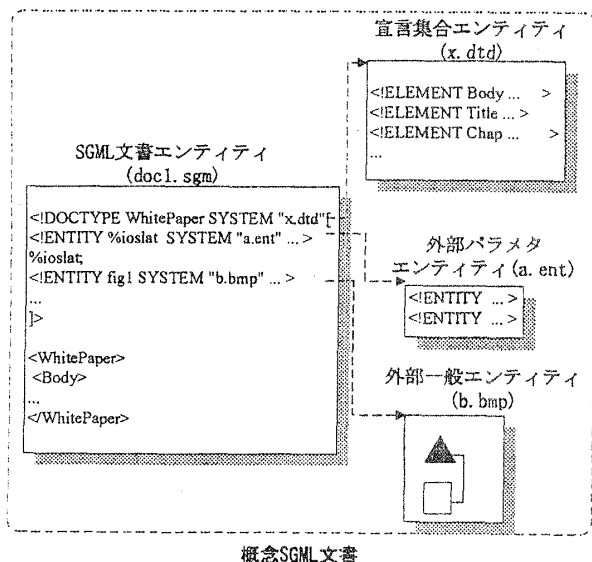 宣言集合エンティティ
(x.dtd)
<!ELEMENT Body ... >
<!ELEMENT Title ... >
<!ELEMENT Chap ... >
...
SGML文書エンティティ
(doc1.sgm)
<!DOCTYPE WhitePaper SYSTEM "x.dtd"[
<!ENTITY %ioslat SYSTEM "a.ent" ... >
%ioslat;
<!ENTITY fig1 SYSTEM "b.bmp" ... >
...
]>
<WhitePaper>
<Body>
...
</WhitePaper>
外部パラメタ
エンティティ(a.ent)
<!ENTITY ... >
<!ENTITY ... >
外部一般エンティティ
(b.bmp)
概念SGML文書